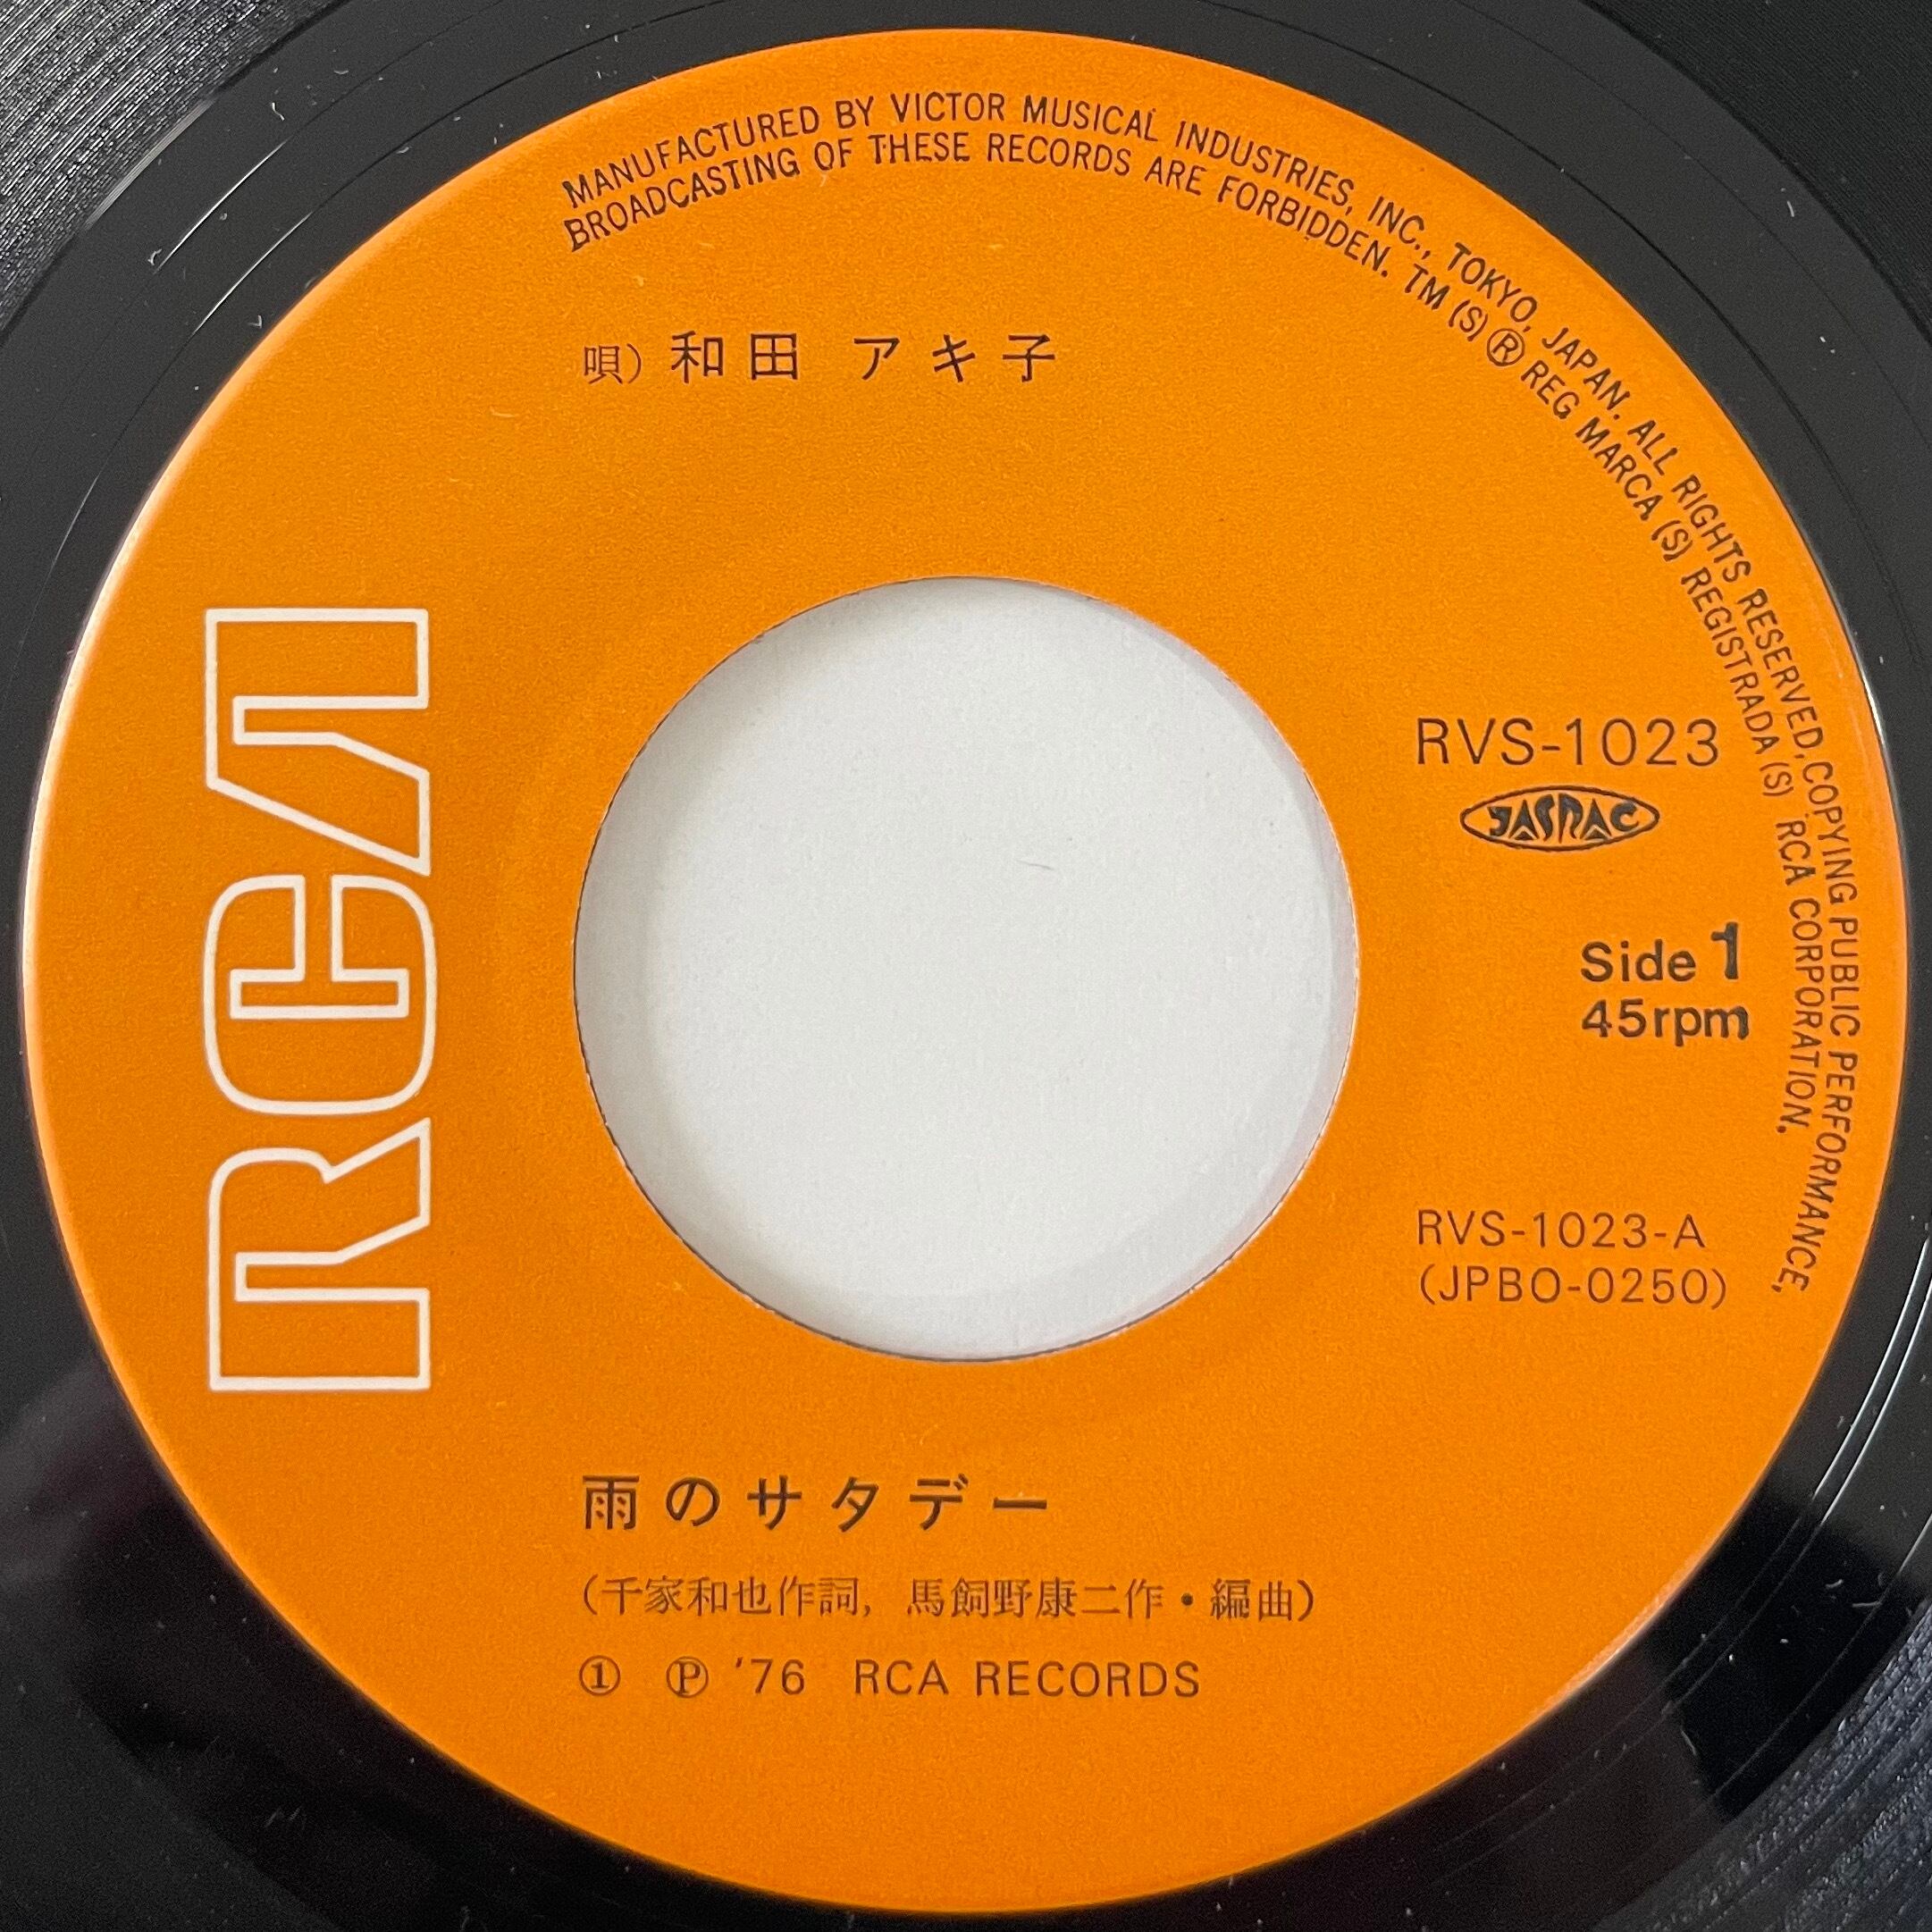 MANUFACTURED BY VICTOR MUSICAL INDUSTRIES, INC., TOKYO, JAPAN. ALL RIGHTS RESERVED, COPYING PUBLIC PERFORMANCE,
BROADCASTING OF THESE RECORDS ARE FORBIDDEN. TM (S) ® REG MARCA (S) REGISTRADA (S) RCA CORPORATION.
唄) 和田 アキ子
RCA
RVS-1023
JASRAC
Side 1
45rpm
RVS-1023-A
(JPBO-0250)
雨のサタデー
(千家和也作詞, 馬飼野康二作・編曲)
① Ⓟ '76 RCA RECORDS